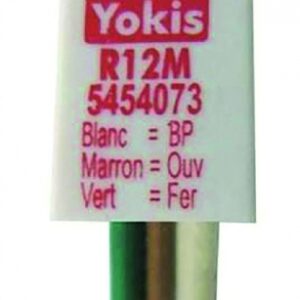 Yokis
R12M
5454073
Blanc = BP
Marron = Ouv
Vert = Fer